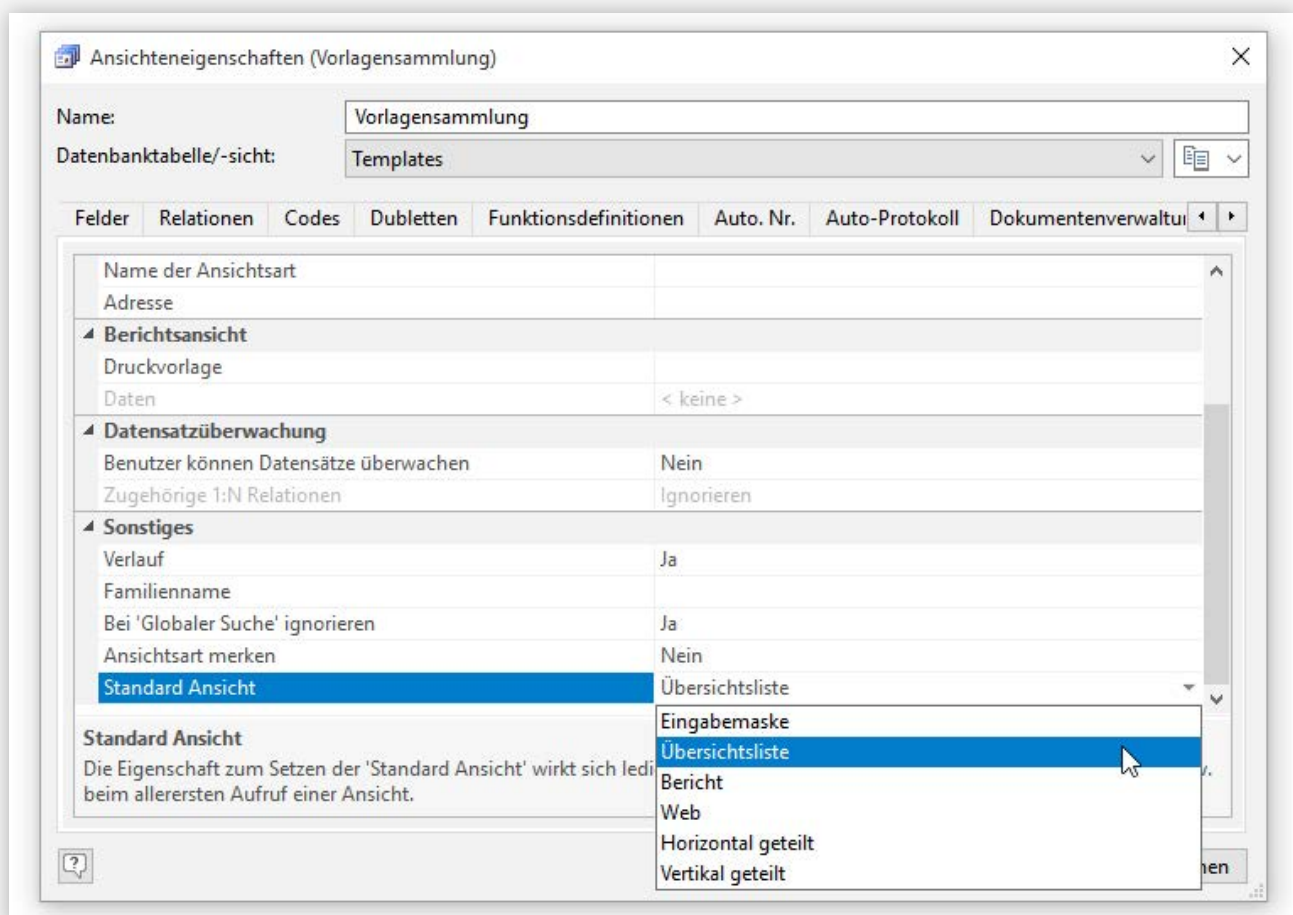 Ansichteneigenschaften (Vorlagensammlung)
Name: Vorlagensammlung
Datenbanktabelle/-sicht: Templates
Felder Relationen Codes Dubletten Funktionsdefinitionen Auto. Nr. Auto-Protokoll
Name der Ansichtsart
Adresse
Berichtsansicht
Druckvorlage
Daten < keine >
Datensatzüberwachung
Benutzer können Datensätze überwachen Nein
Zugehörige 1:N Relationen Ignorieren
Sonstiges
Verlauf Ja
Familienname
Bei 'Globaler Suche' ignorieren Ja
Ansichtsart merken Nein
Standard Ansicht Übersichtsliste
Eingabemaske
Übersichtsliste
Bericht
Web
Horizontal geteilt
Vertikal geteilt
Standard Ansicht
Die Eigenschaft zum Setzen der 'Standard Ansicht' wirkt sich
beim allerersten Aufruf einer Ansicht.